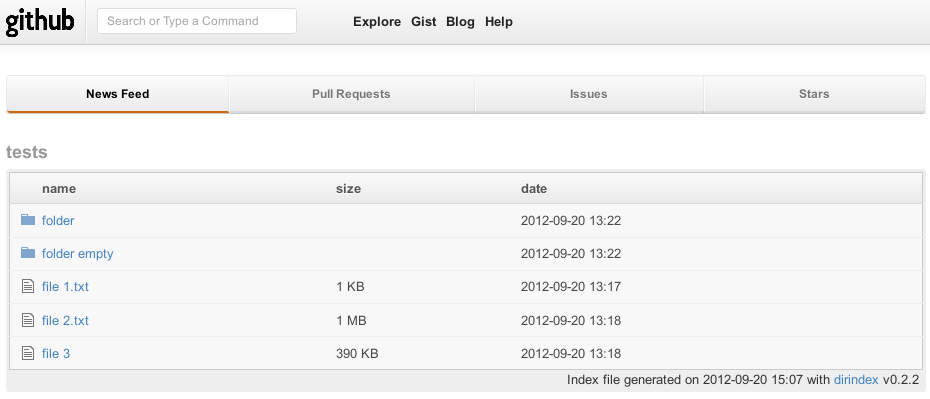 github Search or Type a Command Explore Gist Blog Help
News Feed Pull Requests Issues Stars
tests
name size date
folder 2012-09-20 13:22
folder empty 2012-09-20 13:22
file 1.txt 1 KB 2012-09-20 13:17
file 2.txt 1 MB 2012-09-20 13:18
file 3 390 KB 2012-09-20 13:18
Index file generated on 2012-09-20 15:07 with dirindex v0.2.2